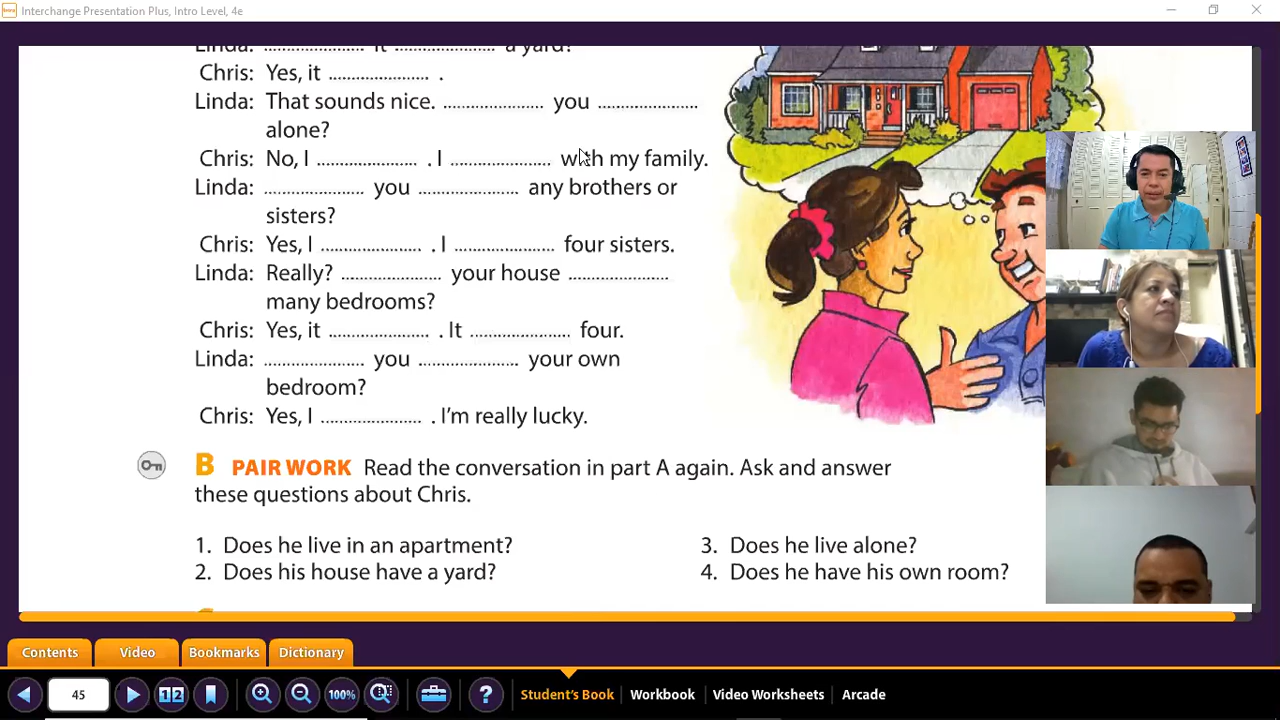 Interchange Presentation Plus, Intro Level, 4e
Linda: .................... it .................... a yard?
Chris: Yes, it .................... .
Linda: That sounds nice. .................... you ....................
alone?
Chris: No, I .................... . I .................... with my family.
Linda: .................... you .................... any brothers or
sisters?
Chris: Yes, I .................... . I .................... four sisters.
Linda: Really? .................... your house ....................
many bedrooms?
Chris: Yes, it .................... . It .................... four.
Linda: .................... you .................... your own
bedroom?
Chris: Yes, I .................... . I'm really lucky.
B PAIR WORK Read the conversation in part A again. Ask and answer
these questions about Chris.
1. Does he live in an apartment?
2. Does his house have a yard?
3. Does he live alone?
4. Does he have his own room?
Contents Video Bookmarks Dictionary
45 12 100% ? Student's Book Workbook Video Worksheets Arcade